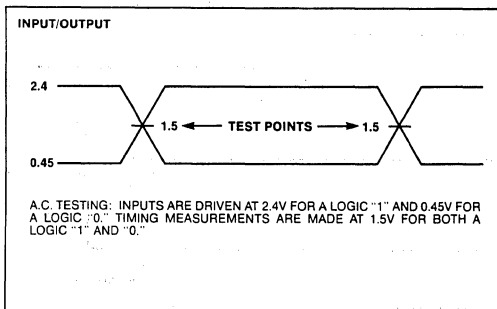 INPUT/OUTPUT
2.4
1.5 TEST POINTS 1.5
0.45
A.C. TESTING: INPUTS ARE DRIVEN AT 2.4V FOR A LOGIC "1" AND 0.45V FOR
A LOGIC "0." TIMING MEASUREMENTS ARE MADE AT 1.5V FOR BOTH A
LOGIC "1" AND "0."